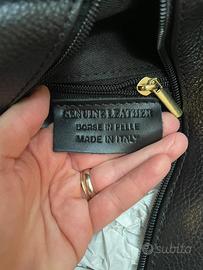 GENUINE LEATHER
BORSE IN PELLE
MADE IN ITALY
subito